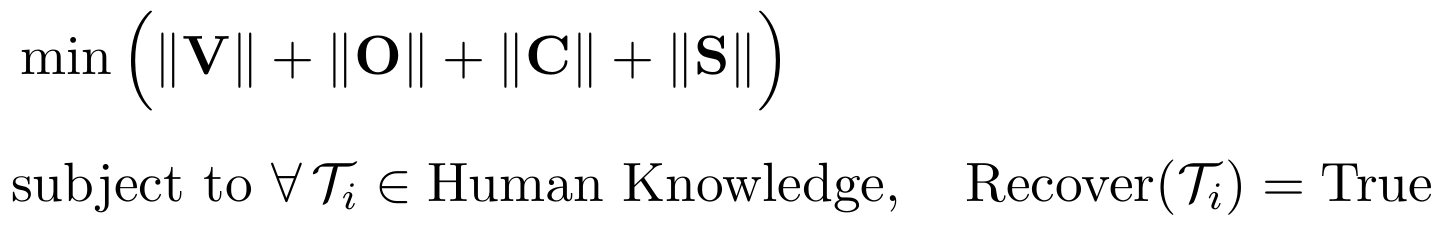 min (‖V‖ + ‖O‖ + ‖C‖ + ‖S‖)
subject to ∀ 𝒯ᵢ ∈ Human Knowledge, Recover(𝒯ᵢ) = True